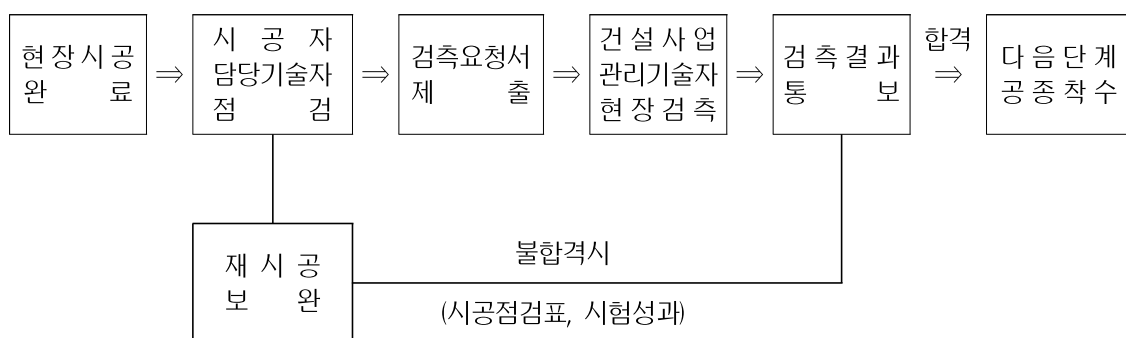 현장시공
완료
⇒
시공자
담당기술자
점검
⇒
검측요청서
제출
⇒
건설사업
관리기술자
현장검측
⇒
검측결과
통보
합격
⇒
다음단계
공종착수
재시공
보완
불합격시
(시공점검표, 시험성과)